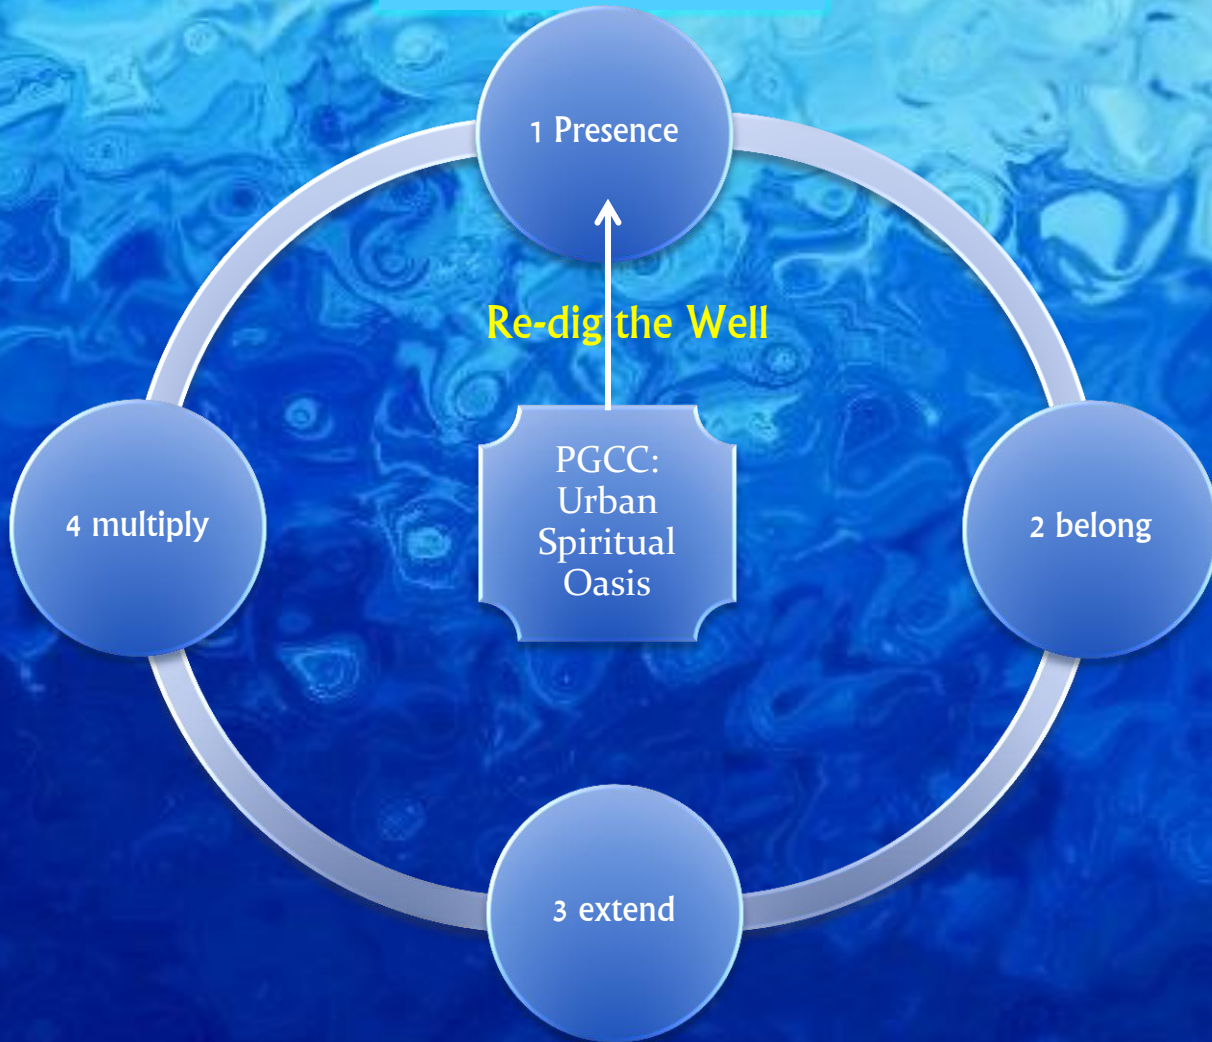 1 Presence
Re-dig the Well
PGCC:
Urban
Spiritual
Oasis
4 multiply
2 belong
3 extend